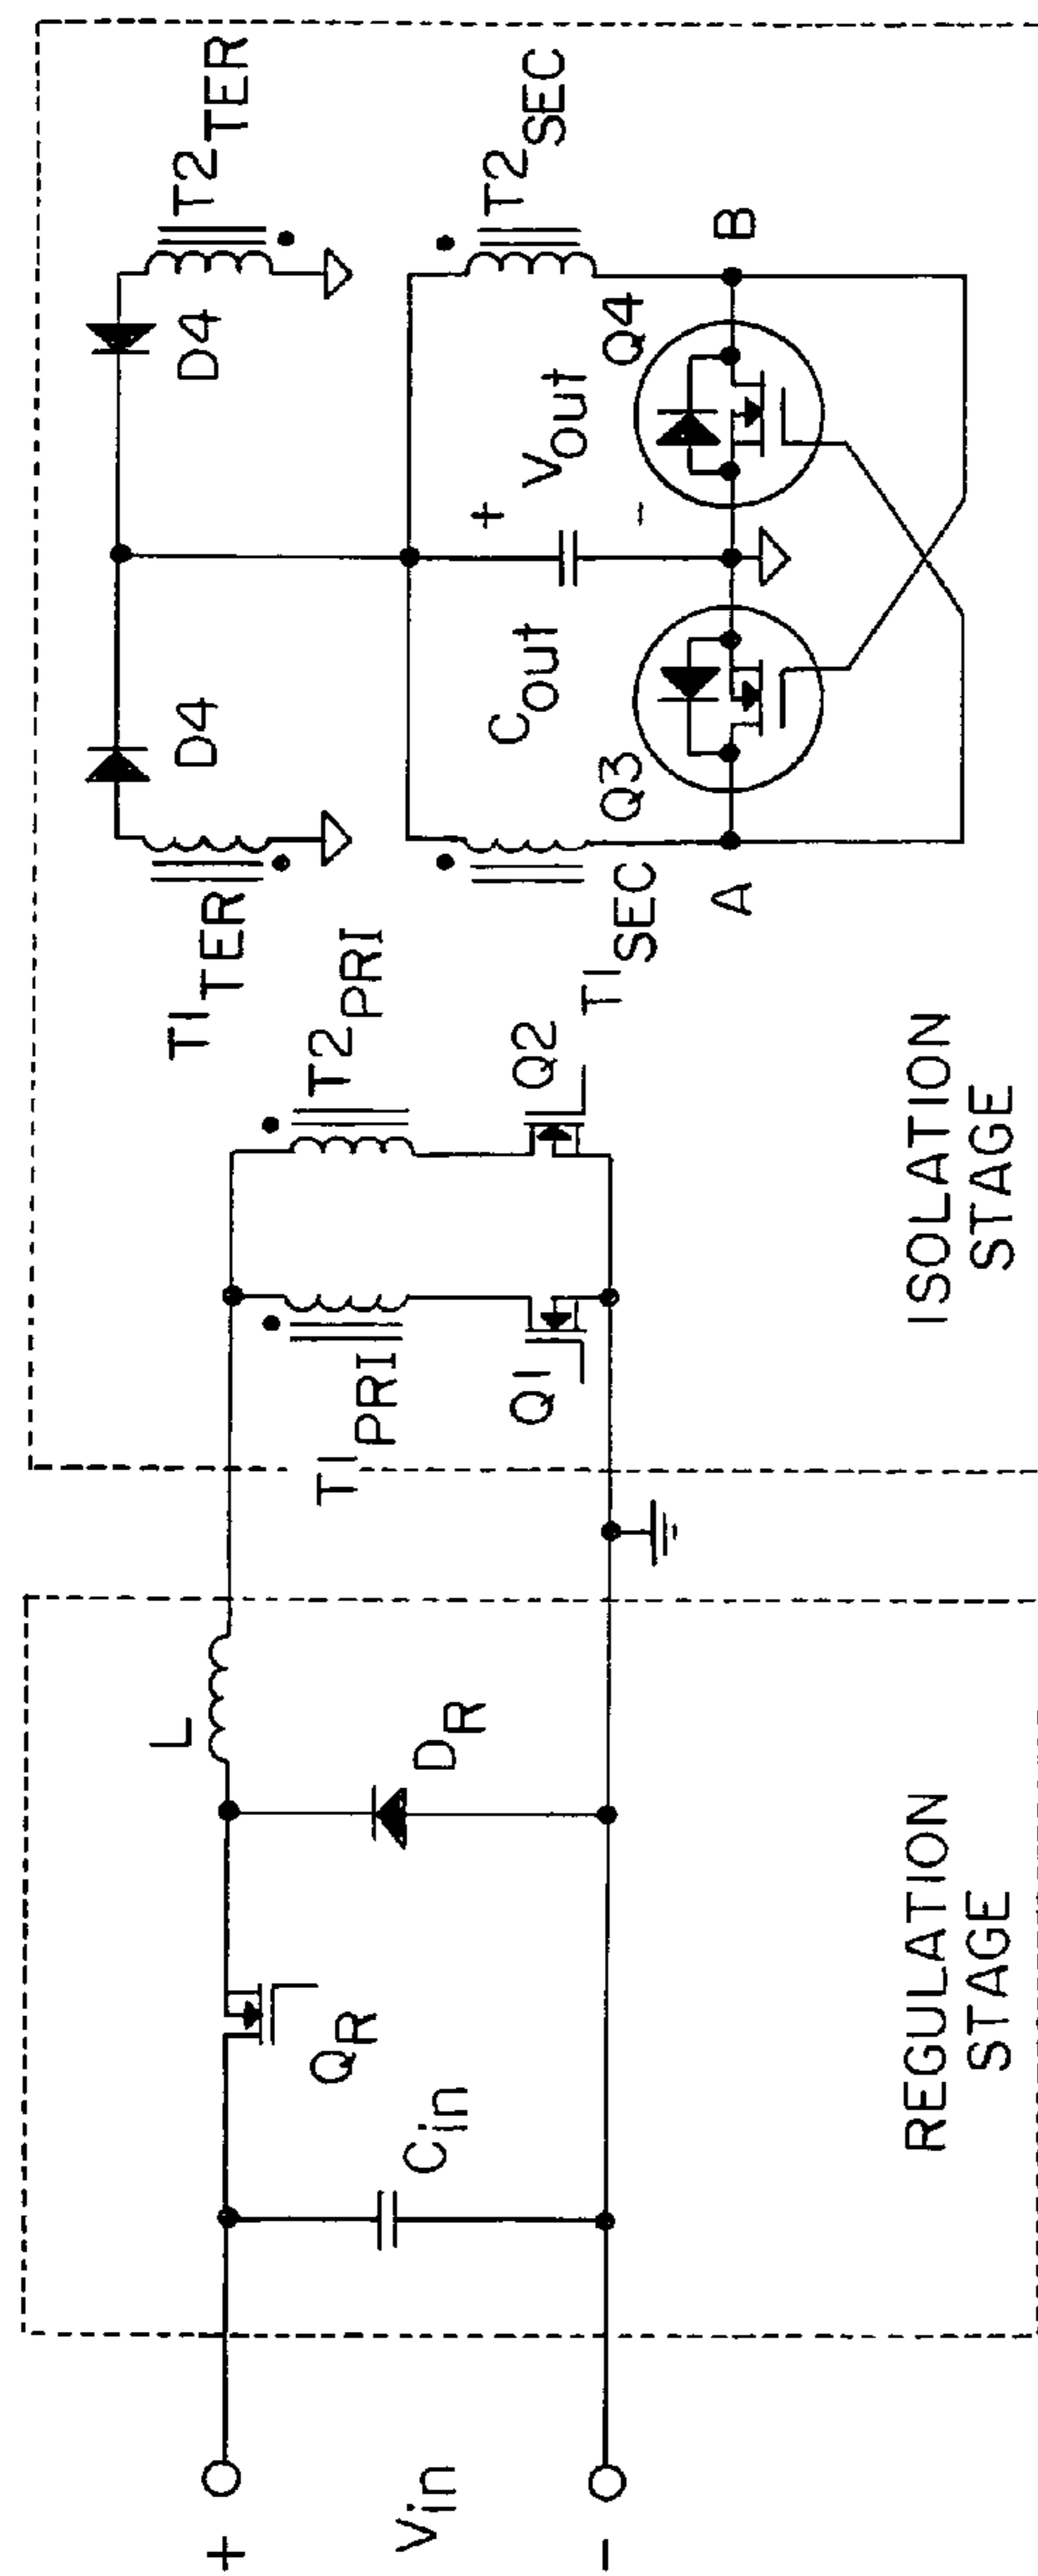 +
Vin
-
Cin
QR
DR
L
REGULATION
STAGE
T1PRI
Q1
T2PRI
Q2
T1TER
D4
D4
T2TER
T1SEC
A
Q3
Cout
+
Vout
-
Q4
B
T2SEC
ISOLATION
STAGE